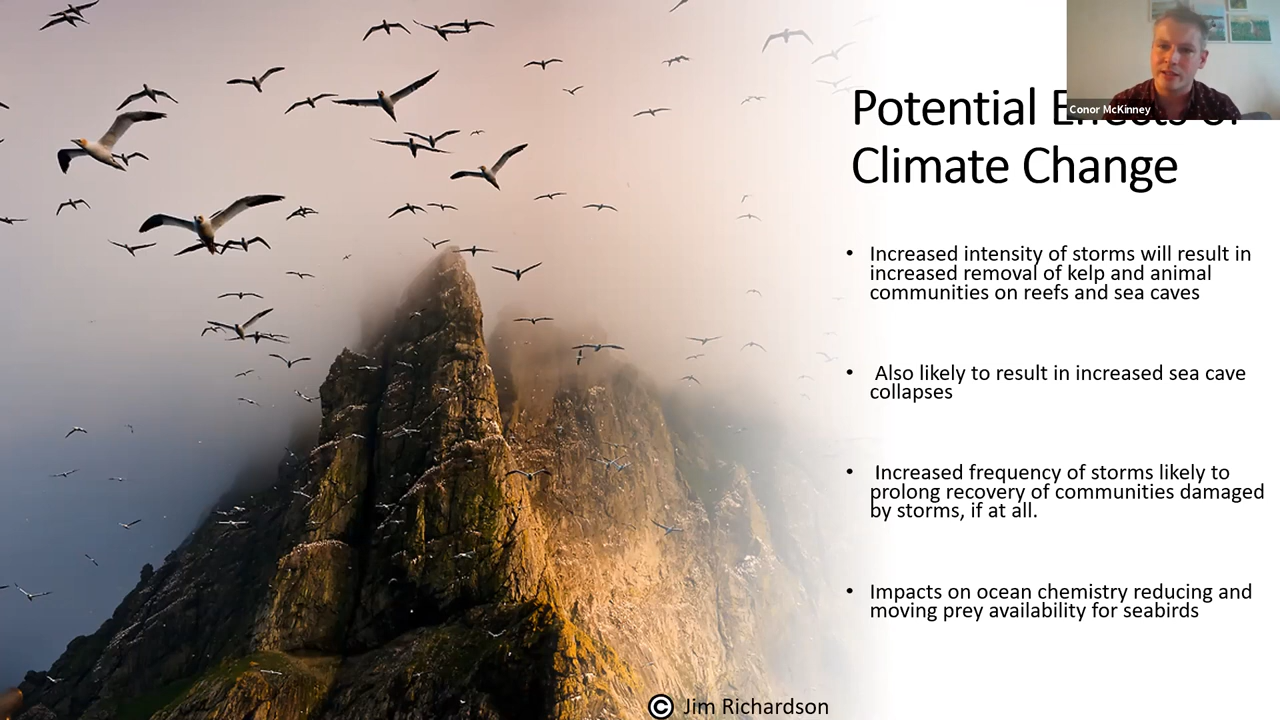 Conor McKinney
Potential Effects of
Climate Change
• Increased intensity of storms will result in
increased removal of kelp and animal
communities on reefs and sea caves
• Also likely to result in increased sea cave
collapses
• Increased frequency of storms likely to
prolong recovery of communities damaged
by storms, if at all.
• Impacts on ocean chemistry reducing and
moving prey availability for seabirds
© Jim Richardson